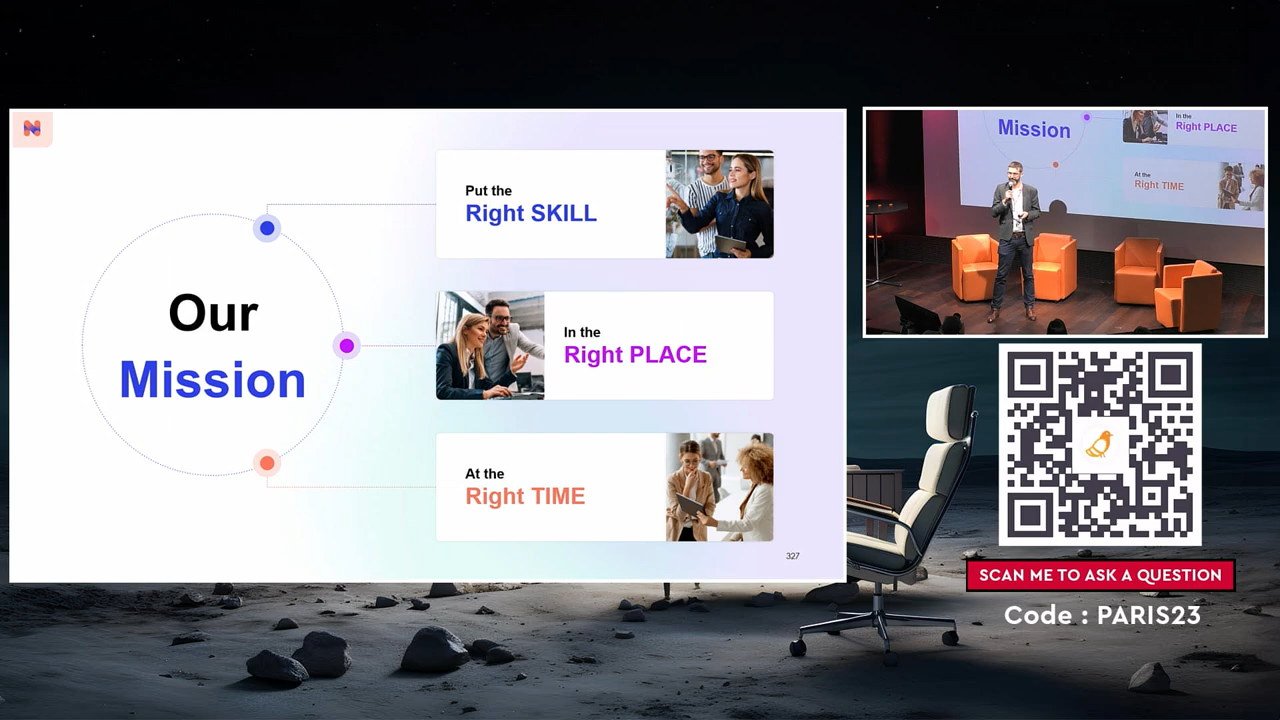 Our
Mission
Put the
Right SKILL
In the
Right PLACE
At the
Right TIME
327
Mission
In the
Right PLACE
At the
Right TIME
SCAN ME TO ASK A QUESTION
Code : PARIS23